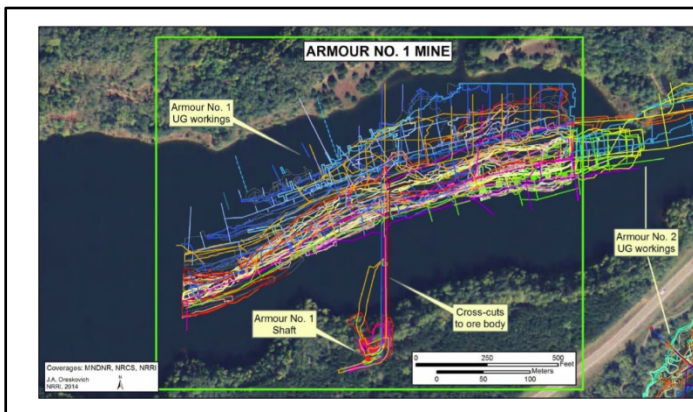 ARMOUR NO. 1 MINE
Armour No. 1
UG workings
Armour No. 2
UG workings
Cross-cuts
to ore body
Armour No. 1
Shaft
0 250 500
Feet
Meters
0 50 100
Coverages: MNDNR, NRCS, NRRI
J.A. Oreskovich
NRRI, 2014
N